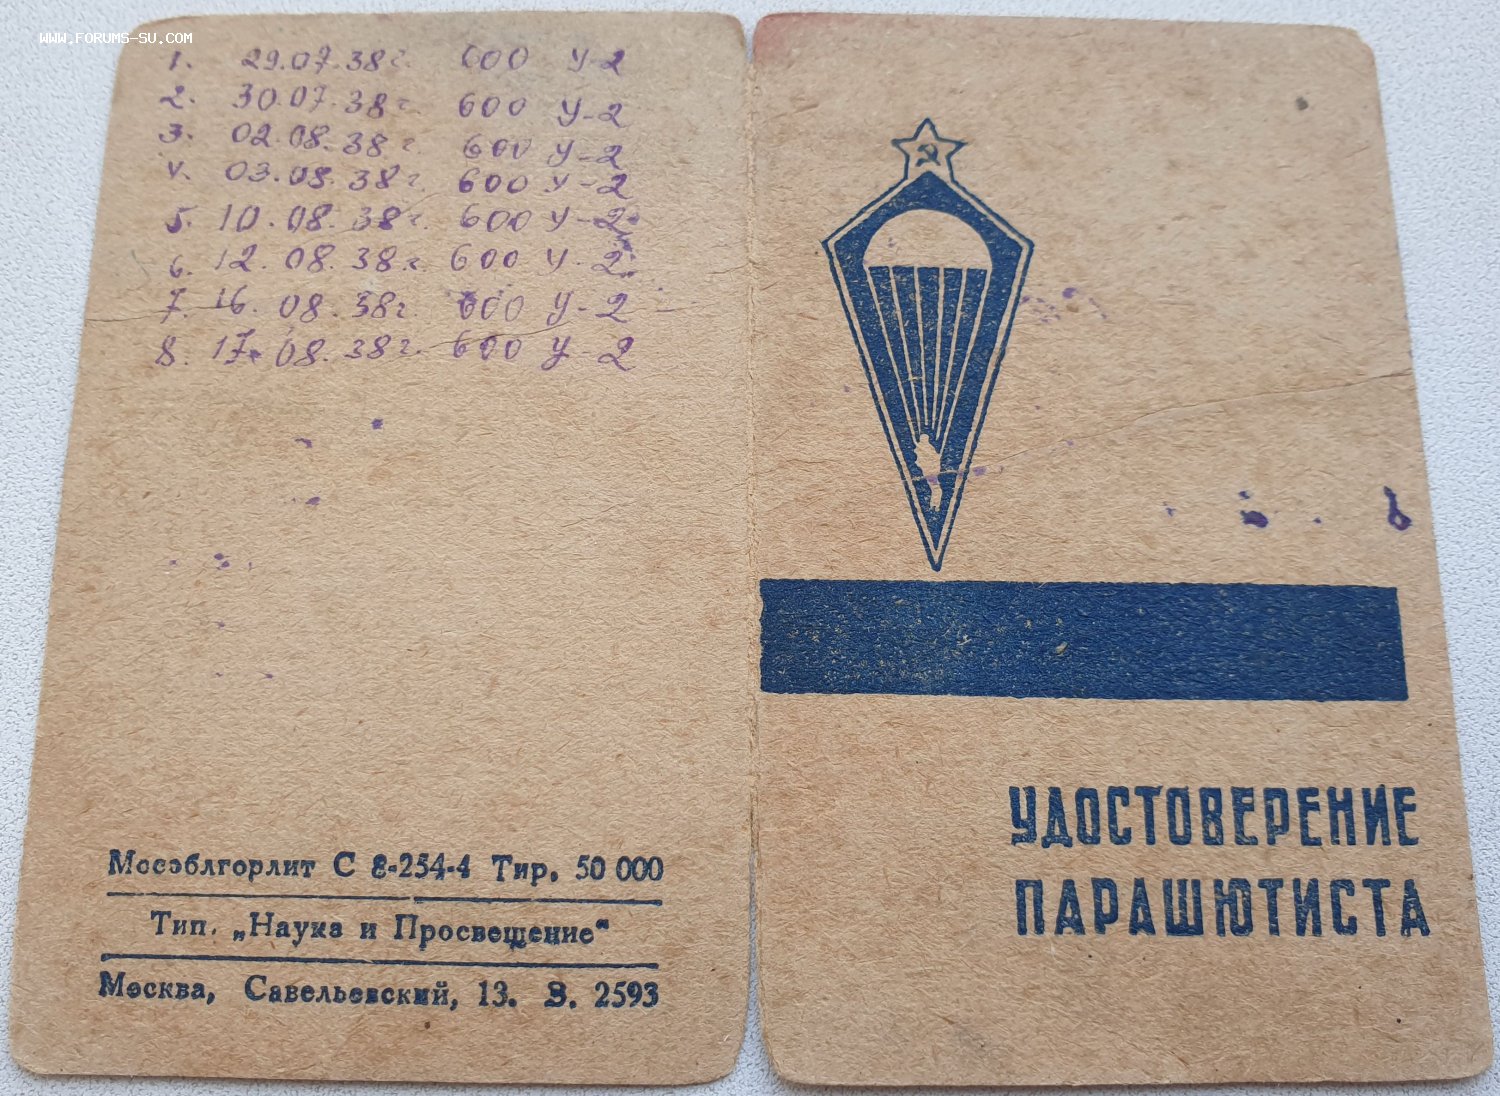 WWW.FORUMS-SU.COM
1. 29.07.38г. 600 У-2
2. 30.07.38г. 600 У-2
3. 02.08.38г. 600 У-2
4. 03.08.38г. 600 У-2
5. 10.08.38г. 600 У-2
6. 12.08.38г. 600 У-2
7. 16.08.38г. 600 У-2
8. 17.08.38г. 600 У-2
Мособлгорлит С 8-254-4 Тир. 50 000
Тип. „Наука и Просвещение“
Москва, Савельевский, 13. З. 2593
УДОСТОВЕРЕНИЕ
ПАРАШЮТИСТА